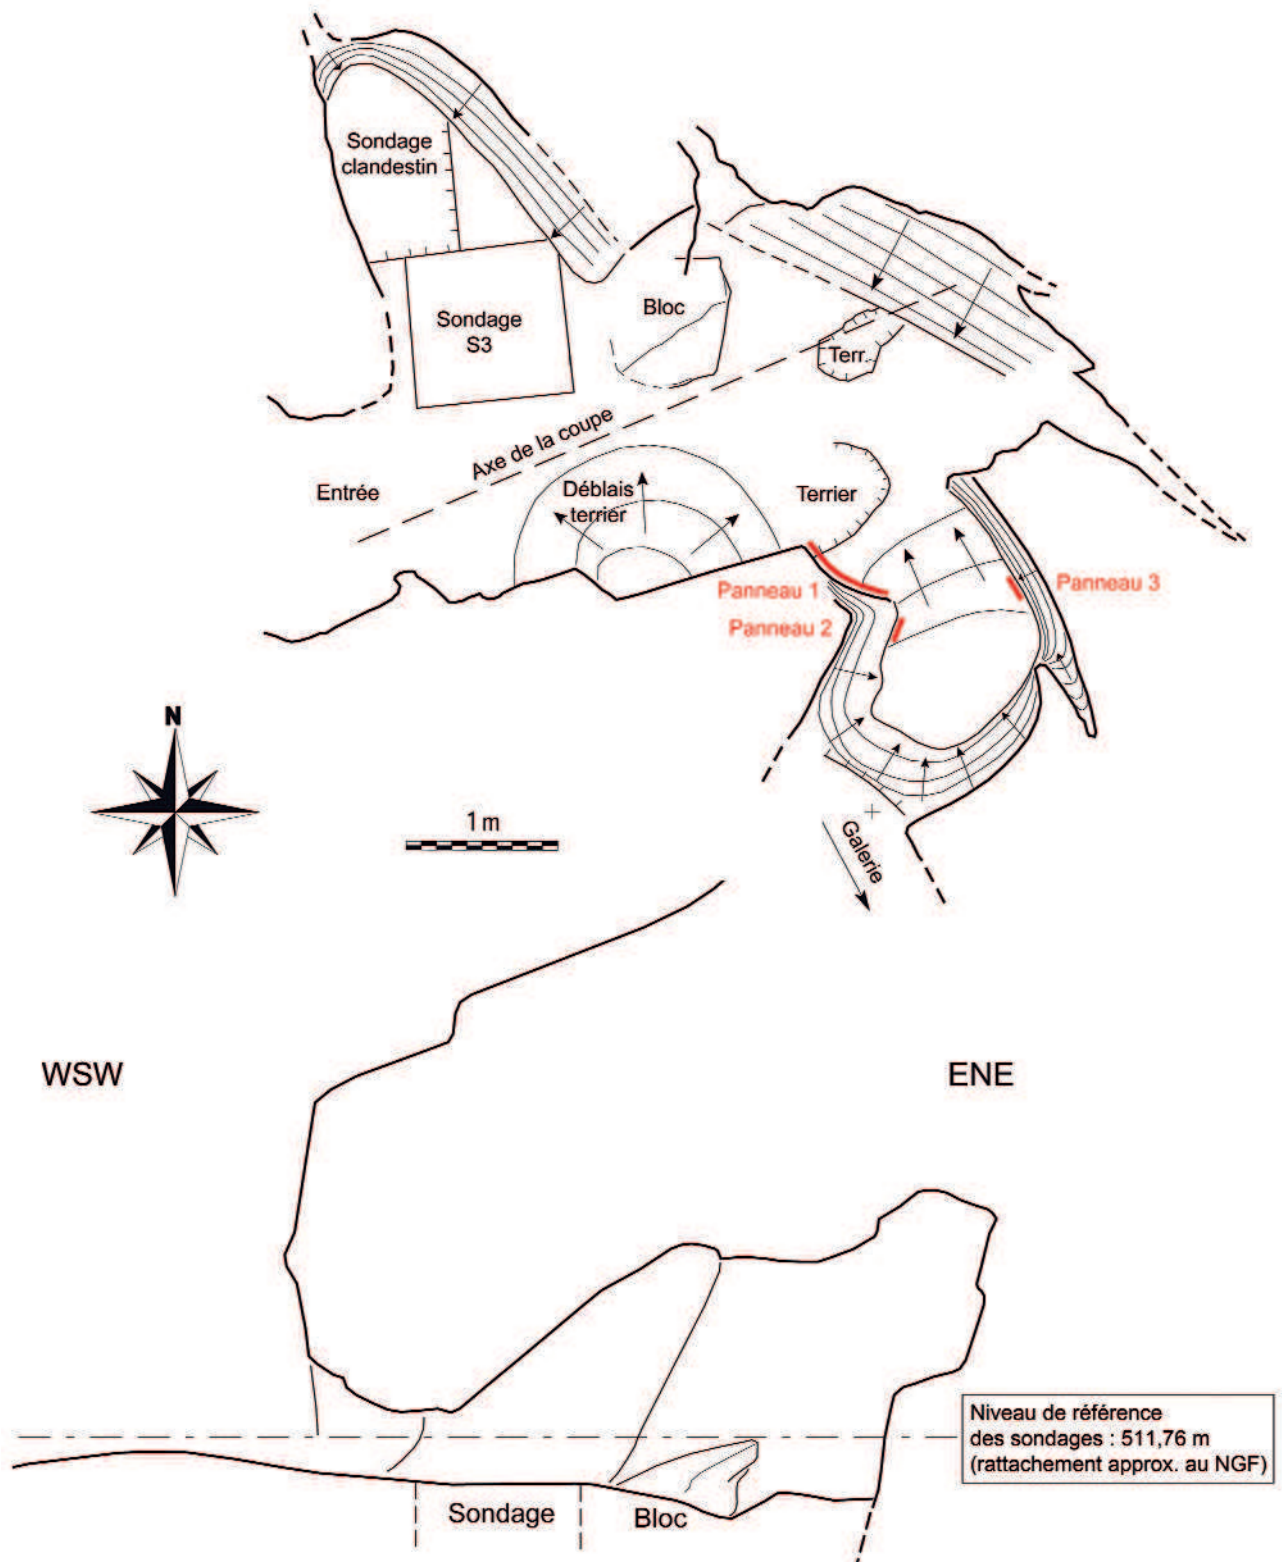 Sondage
clandestin
Sondage
S3
Bloc
Terr.
Axe de la coupe
Entrée
Déblais
terrier
Terrier
Panneau 1
Panneau 2
Panneau 3
N
1 m
Galerie
WSW
ENE
Niveau de référence
des sondages : 511,76 m
(rattachement approx. au NGF)
Sondage
Bloc